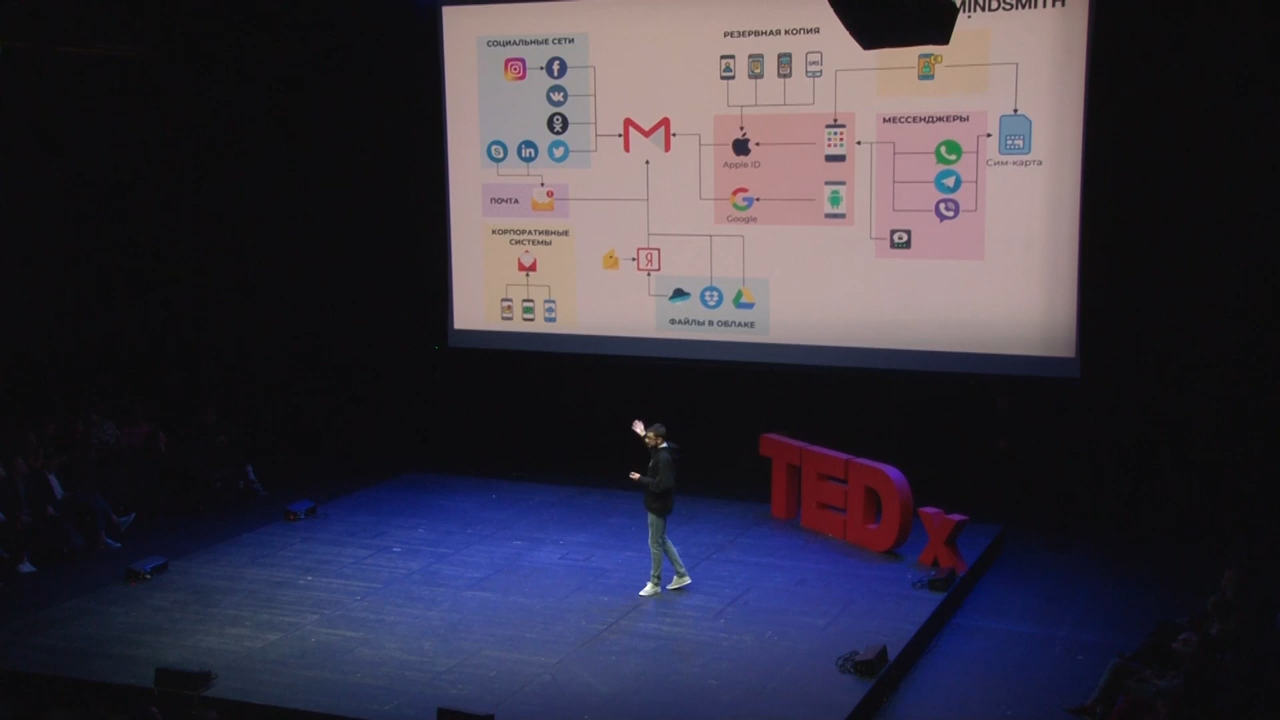 MINDSMITH
СОЦИАЛЬНЫЕ СЕТИ
РЕЗЕРВНАЯ КОПИЯ
SMS
МЕССЕНДЖЕРЫ
Apple ID
Сим-карта
ПОЧТА
Google
КОРПОРАТИВНЫЕ
СИСТЕМЫ
Я
ФАЙЛЫ В ОБЛАКЕ
TEDx